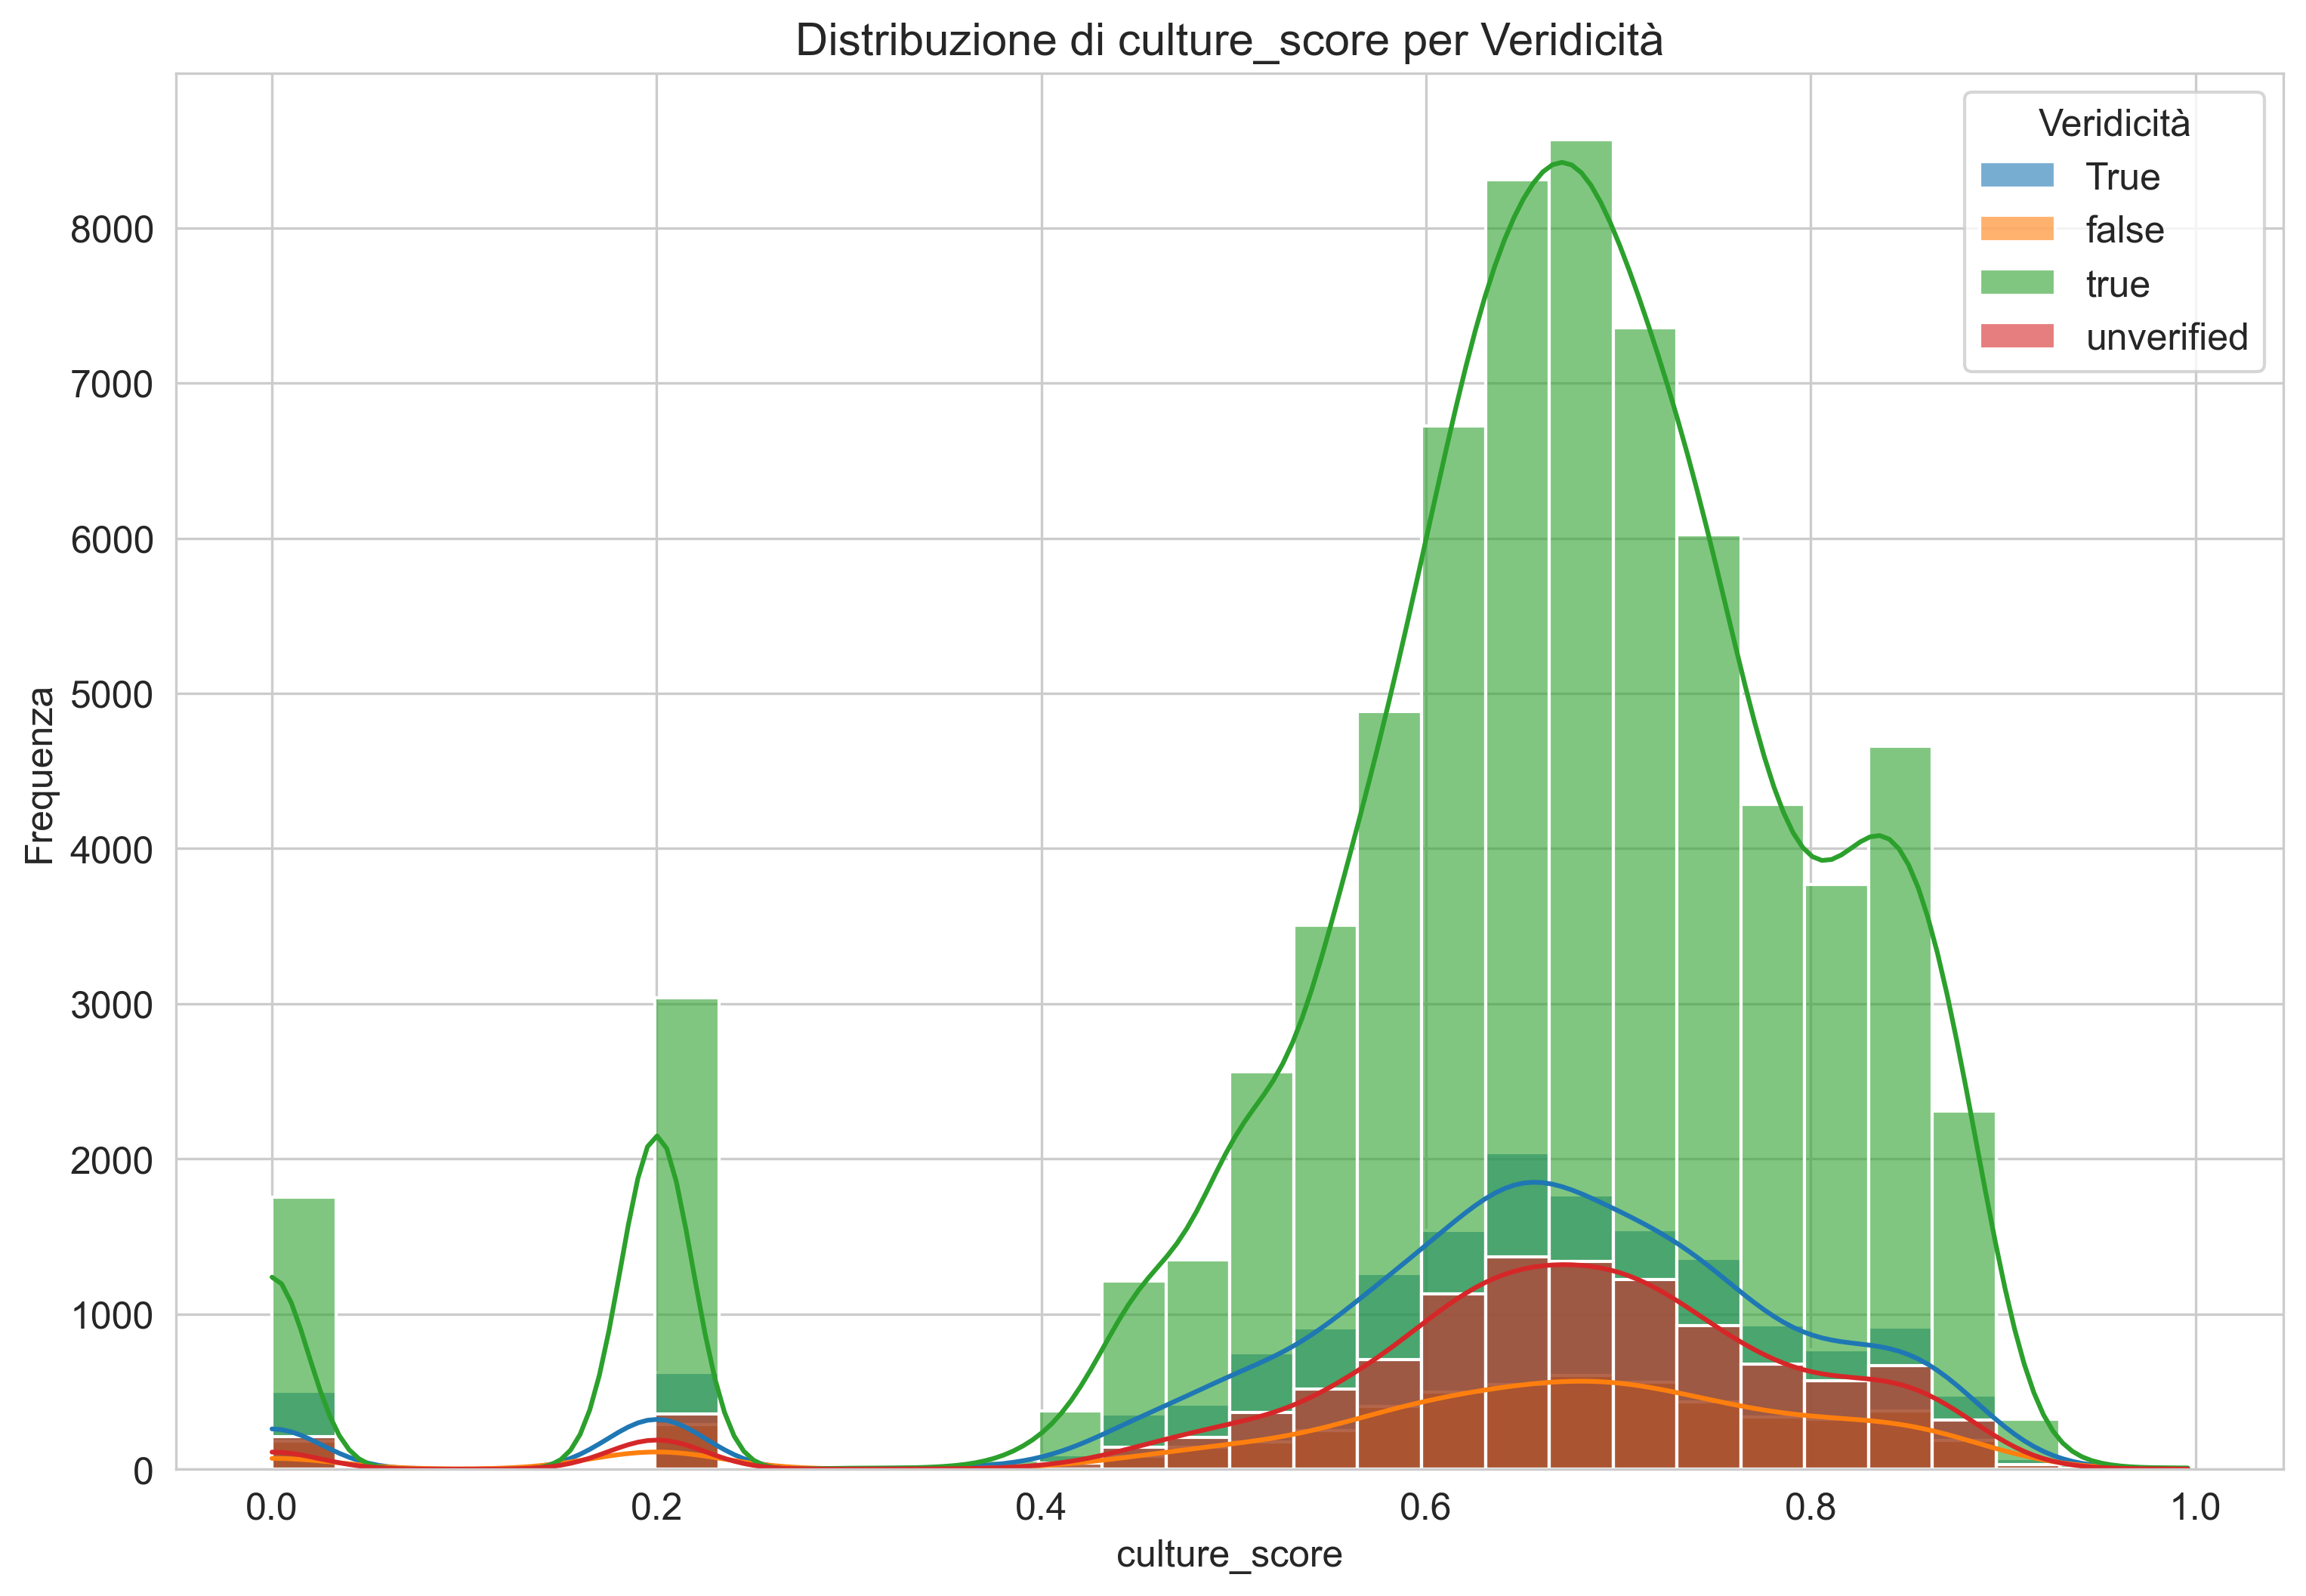 Distribuzione di culture_score per Veridicità
Veridicità
True
false
true
unverified
Frequenza
8000
7000
6000
5000
4000
3000
2000
1000
0
0.0 0.2 0.4 0.6 0.8 1.0
culture_score